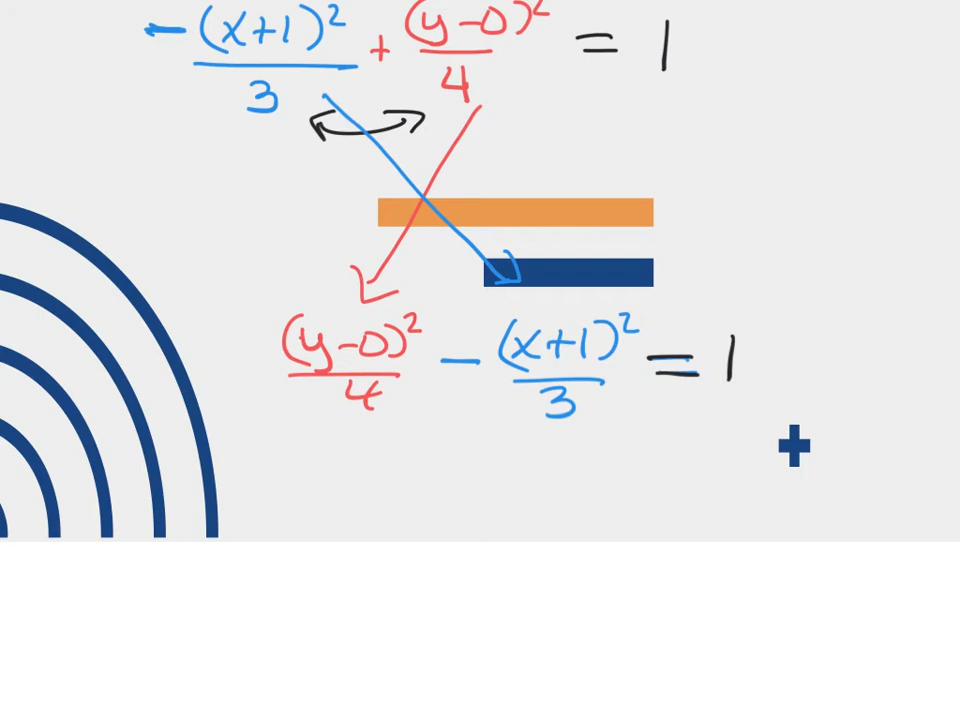 -(x+1)²/3 + (y-0)²/4 = 1
(y-0)²/4 - (x+1)²/3 = 1